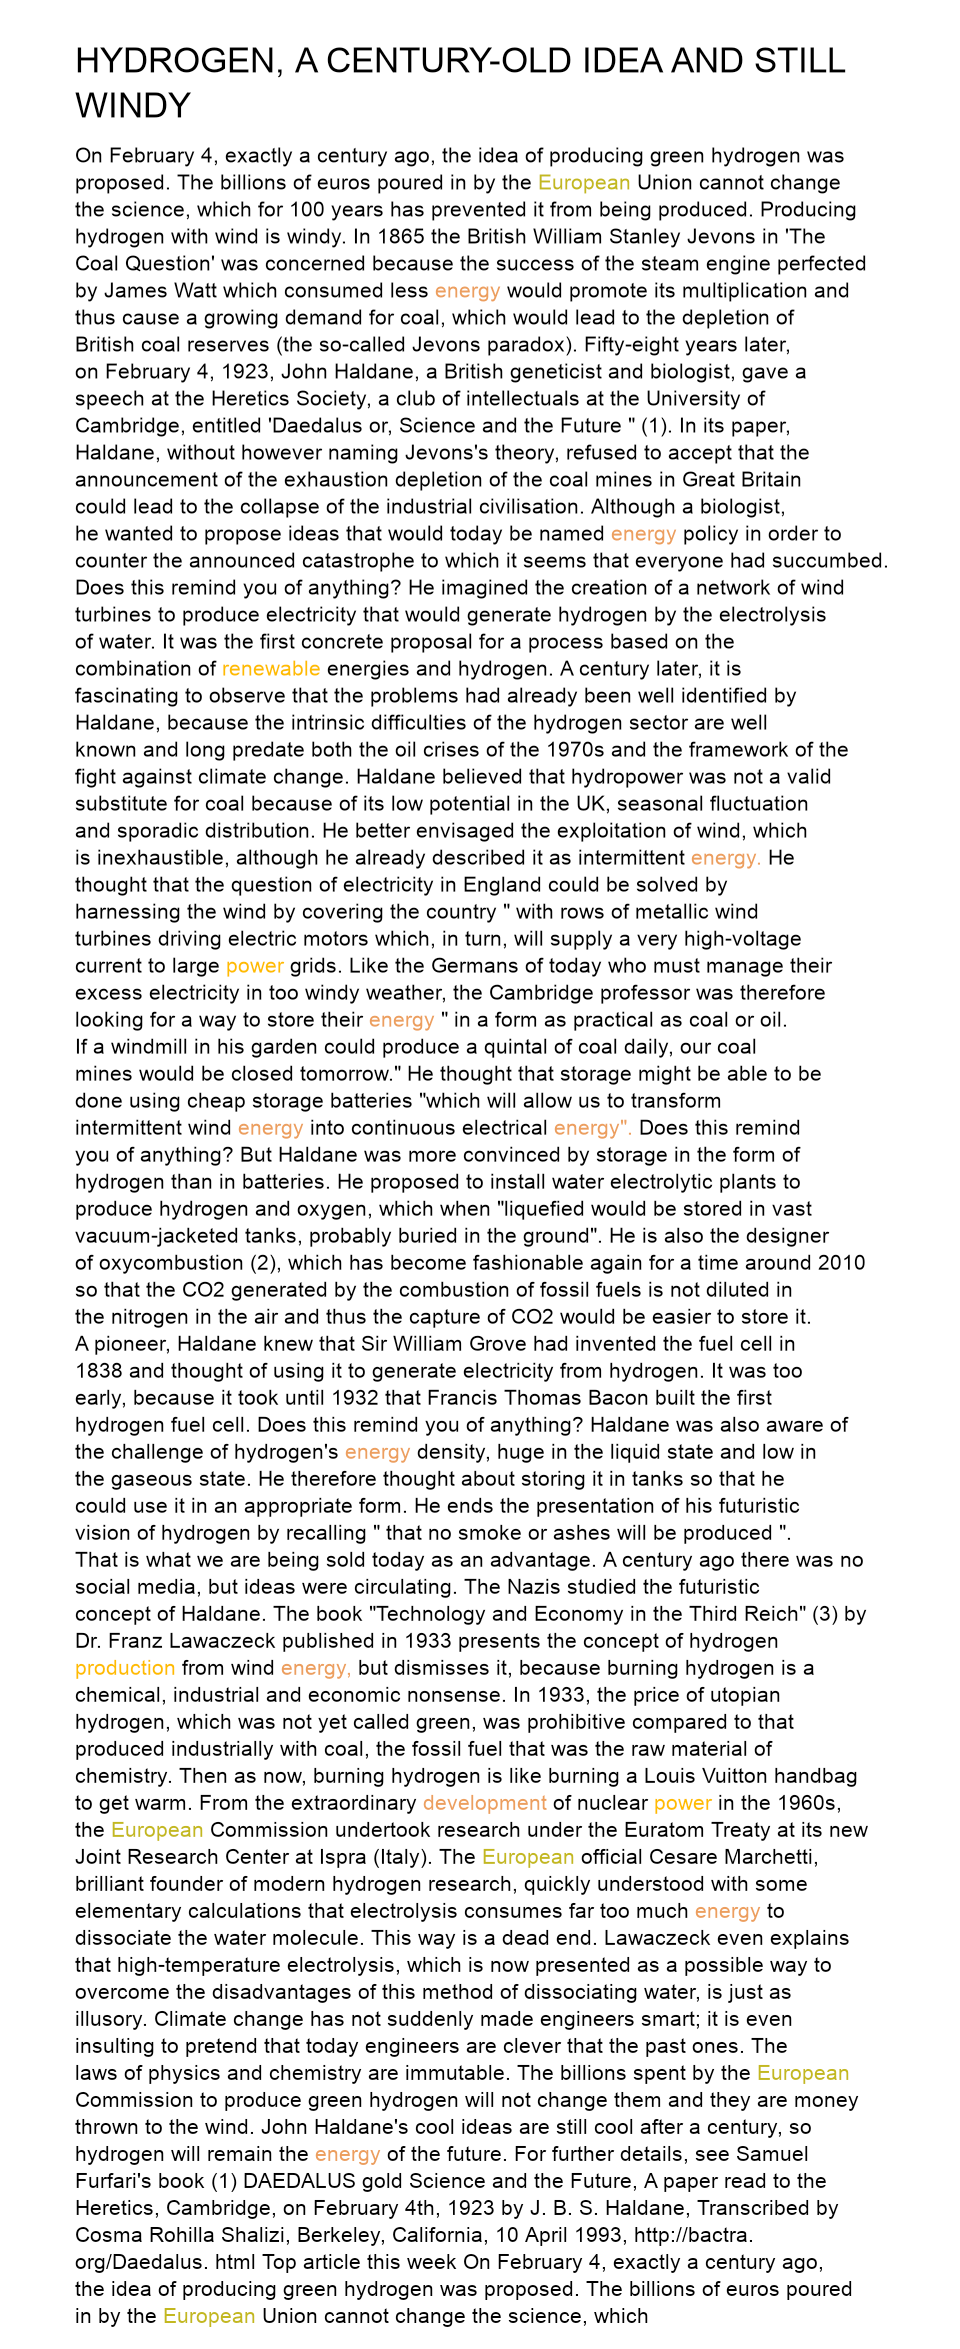 HYDROGEN, A CENTURY-OLD IDEA AND STILL
WINDY
On February 4, exactly a century ago, the idea of producing green hydrogen was
proposed. The billions of euros poured in by the European Union cannot change
the science, which for 100 years has prevented it from being produced. Producing
hydrogen with wind is windy. In 1865 the British William Stanley Jevons in 'The
Coal Question' was concerned because the success of the steam engine perfected
by James Watt which consumed less energy would promote its multiplication and
thus cause a growing demand for coal, which would lead to the depletion of
British coal reserves (the so-called Jevons paradox). Fifty-eight years later,
on February 4, 1923, John Haldane, a British geneticist and biologist, gave a
speech at the Heretics Society, a club of intellectuals at the University of
Cambridge, entitled 'Daedalus or, Science and the Future " (1). In its paper,
Haldane, without however naming Jevons's theory, refused to accept that the
announcement of the exhaustion depletion of the coal mines in Great Britain
could lead to the collapse of the industrial civilisation. Although a biologist,
he wanted to propose ideas that would today be named energy policy in order to
counter the announced catastrophe to which it seems that everyone had succumbed.
Does this remind you of anything? He imagined the creation of a network of wind
turbines to produce electricity that would generate hydrogen by the electrolysis
of water. It was the first concrete proposal for a process based on the
combination of renewable energies and hydrogen. A century later, it is
fascinating to observe that the problems had already been well identified by
Haldane, because the intrinsic difficulties of the hydrogen sector are well
known and long predate both the oil crises of the 1970s and the framework of the
fight against climate change. Haldane believed that hydropower was not a valid
substitute for coal because of its low potential in the UK, seasonal fluctuation
and sporadic distribution. He better envisaged the exploitation of wind, which
is inexhaustible, although he already described it as intermittent energy. He
thought that the question of electricity in England could be solved by
harnessing the wind by covering the country " with rows of metallic wind
turbines driving electric motors which, in turn, will supply a very high-voltage
current to large power grids. Like the Germans of today who must manage their
excess electricity in too windy weather, the Cambridge professor was therefore
looking for a way to store their energy " in a form as practical as coal or oil.
If a windmill in his garden could produce a quintal of coal daily, our coal
mines would be closed tomorrow." He thought that storage might be able to be
done using cheap storage batteries "which will allow us to transform
intermittent wind energy into continuous electrical energy". Does this remind
you of anything? But Haldane was more convinced by storage in the form of
hydrogen than in batteries. He proposed to install water electrolytic plants to
produce hydrogen and oxygen, which when "liquefied would be stored in vast
vacuum-jacketed tanks, probably buried in the ground". He is also the designer
of oxycombustion (2), which has become fashionable again for a time around 2010
so that the CO2 generated by the combustion of fossil fuels is not diluted in
the nitrogen in the air and thus the capture of CO2 would be easier to store it.
A pioneer, Haldane knew that Sir William Grove had invented the fuel cell in
1838 and thought of using it to generate electricity from hydrogen. It was too
early, because it took until 1932 that Francis Thomas Bacon built the first
hydrogen fuel cell. Does this remind you of anything? Haldane was also aware of
the challenge of hydrogen's energy density, huge in the liquid state and low in
the gaseous state. He therefore thought about storing it in tanks so that he
could use it in an appropriate form. He ends the presentation of his futuristic
vision of hydrogen by recalling " that no smoke or ashes will be produced ".
That is what we are being sold today as an advantage. A century ago there was no
social media, but ideas were circulating. The Nazis studied the futuristic
concept of Haldane. The book "Technology and Economy in the Third Reich" (3) by
Dr. Franz Lawaczeck published in 1933 presents the concept of hydrogen
production from wind energy, but dismisses it, because burning hydrogen is a
chemical, industrial and economic nonsense. In 1933, the price of utopian
hydrogen, which was not yet called green, was prohibitive compared to that
produced industrially with coal, the fossil fuel that was the raw material of
chemistry. Then as now, burning hydrogen is like burning a Louis Vuitton handbag
to get warm. From the extraordinary development of nuclear power in the 1960s,
the European Commission undertook research under the Euratom Treaty at its new
Joint Research Center at Ispra (Italy). The European official Cesare Marchetti,
brilliant founder of modern hydrogen research, quickly understood with some
elementary calculations that electrolysis consumes far too much energy to
dissociate the water molecule. This way is a dead end. Lawaczeck even explains
that high-temperature electrolysis, which is now presented as a possible way to
overcome the disadvantages of this method of dissociating water, is just as
illusory. Climate change has not suddenly made engineers smart; it is even
insulting to pretend that today engineers are clever that the past ones. The
laws of physics and chemistry are immutable. The billions spent by the European
Commission to produce green hydrogen will not change them and they are money
thrown to the wind. John Haldane's cool ideas are still cool after a century, so
hydrogen will remain the energy of the future. For further details, see Samuel
Furfari's book (1) DAEDALUS gold Science and the Future, A paper read to the
Heretics, Cambridge, on February 4th, 1923 by J. B. S. Haldane, Transcribed by
Cosma Rohilla Shalizi, Berkeley, California, 10 April 1993, http://bactra.
org/Daedalus. html Top article this week On February 4, exactly a century ago,
the idea of producing green hydrogen was proposed. The billions of euros poured
in by the European Union cannot change the science, which